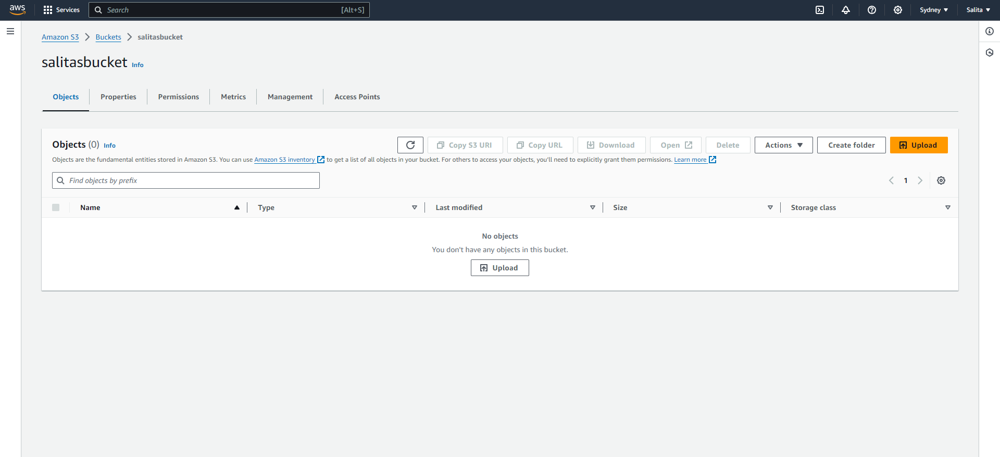 aws Services Search [Alt+S] Sydney Salita
Amazon S3 Buckets salitasbucket
salitasbucket Info
Objects Properties Permissions Metrics Management Access Points
Objects (0) Info Copy S3 URI Copy URL Download Open Delete Actions Create folder Upload
Objects are the fundamental entities stored in Amazon S3. You can use Amazon S3 inventory to get a list of all objects in your bucket. For others to access your objects, you'll need to explicitly grant them permissions. Learn more
Find objects by prefix 1
Name Type Last modified Size Storage class
No objects
You don't have any objects in this bucket.
Upload